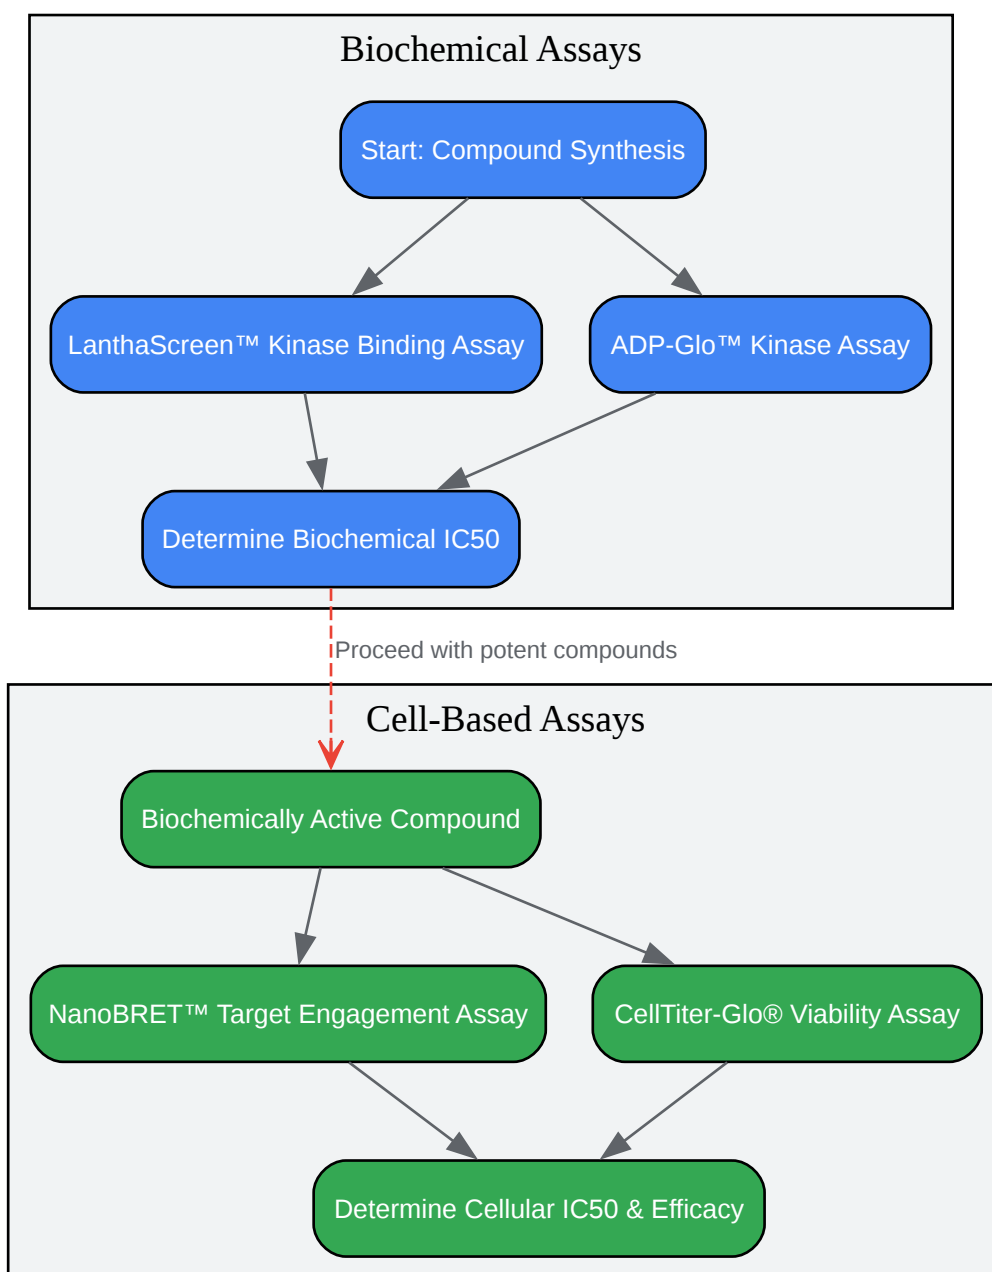 Biochemical Assays
Start: Compound Synthesis
LanthaScreen™ Kinase Binding Assay
ADP-Glo™ Kinase Assay
Determine Biochemical IC50
Proceed with potent compounds
Cell-Based Assays
Biochemically Active Compound
NanoBRET™ Target Engagement Assay
CellTiter-Glo® Viability Assay
Determine Cellular IC50 & Efficacy